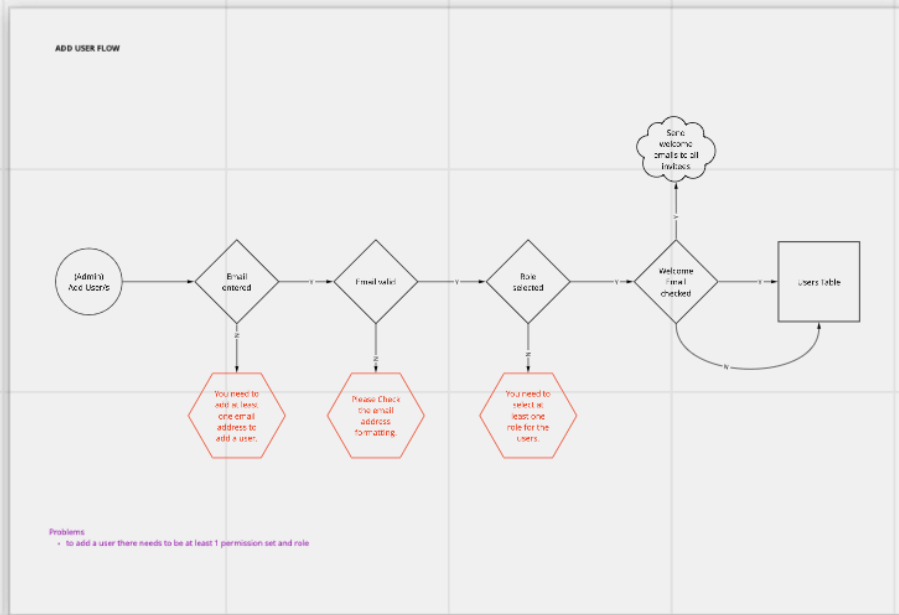 ADD USER FLOW
Send
welcome
emails to all
invitees
Y
(Admin)
Add User/s
Email
entered
Y
Email valid
Y
Role
selected
Y
Welcome
Email
checked
Y
Users Table
N
N
N
N
You need to
add at least
one email
address to
add a user.
Please Check
the email
address
formatting.
You need to
select at
least one
role for the
users.
Problems
• to add a user there needs to be at least 1 permission set and role